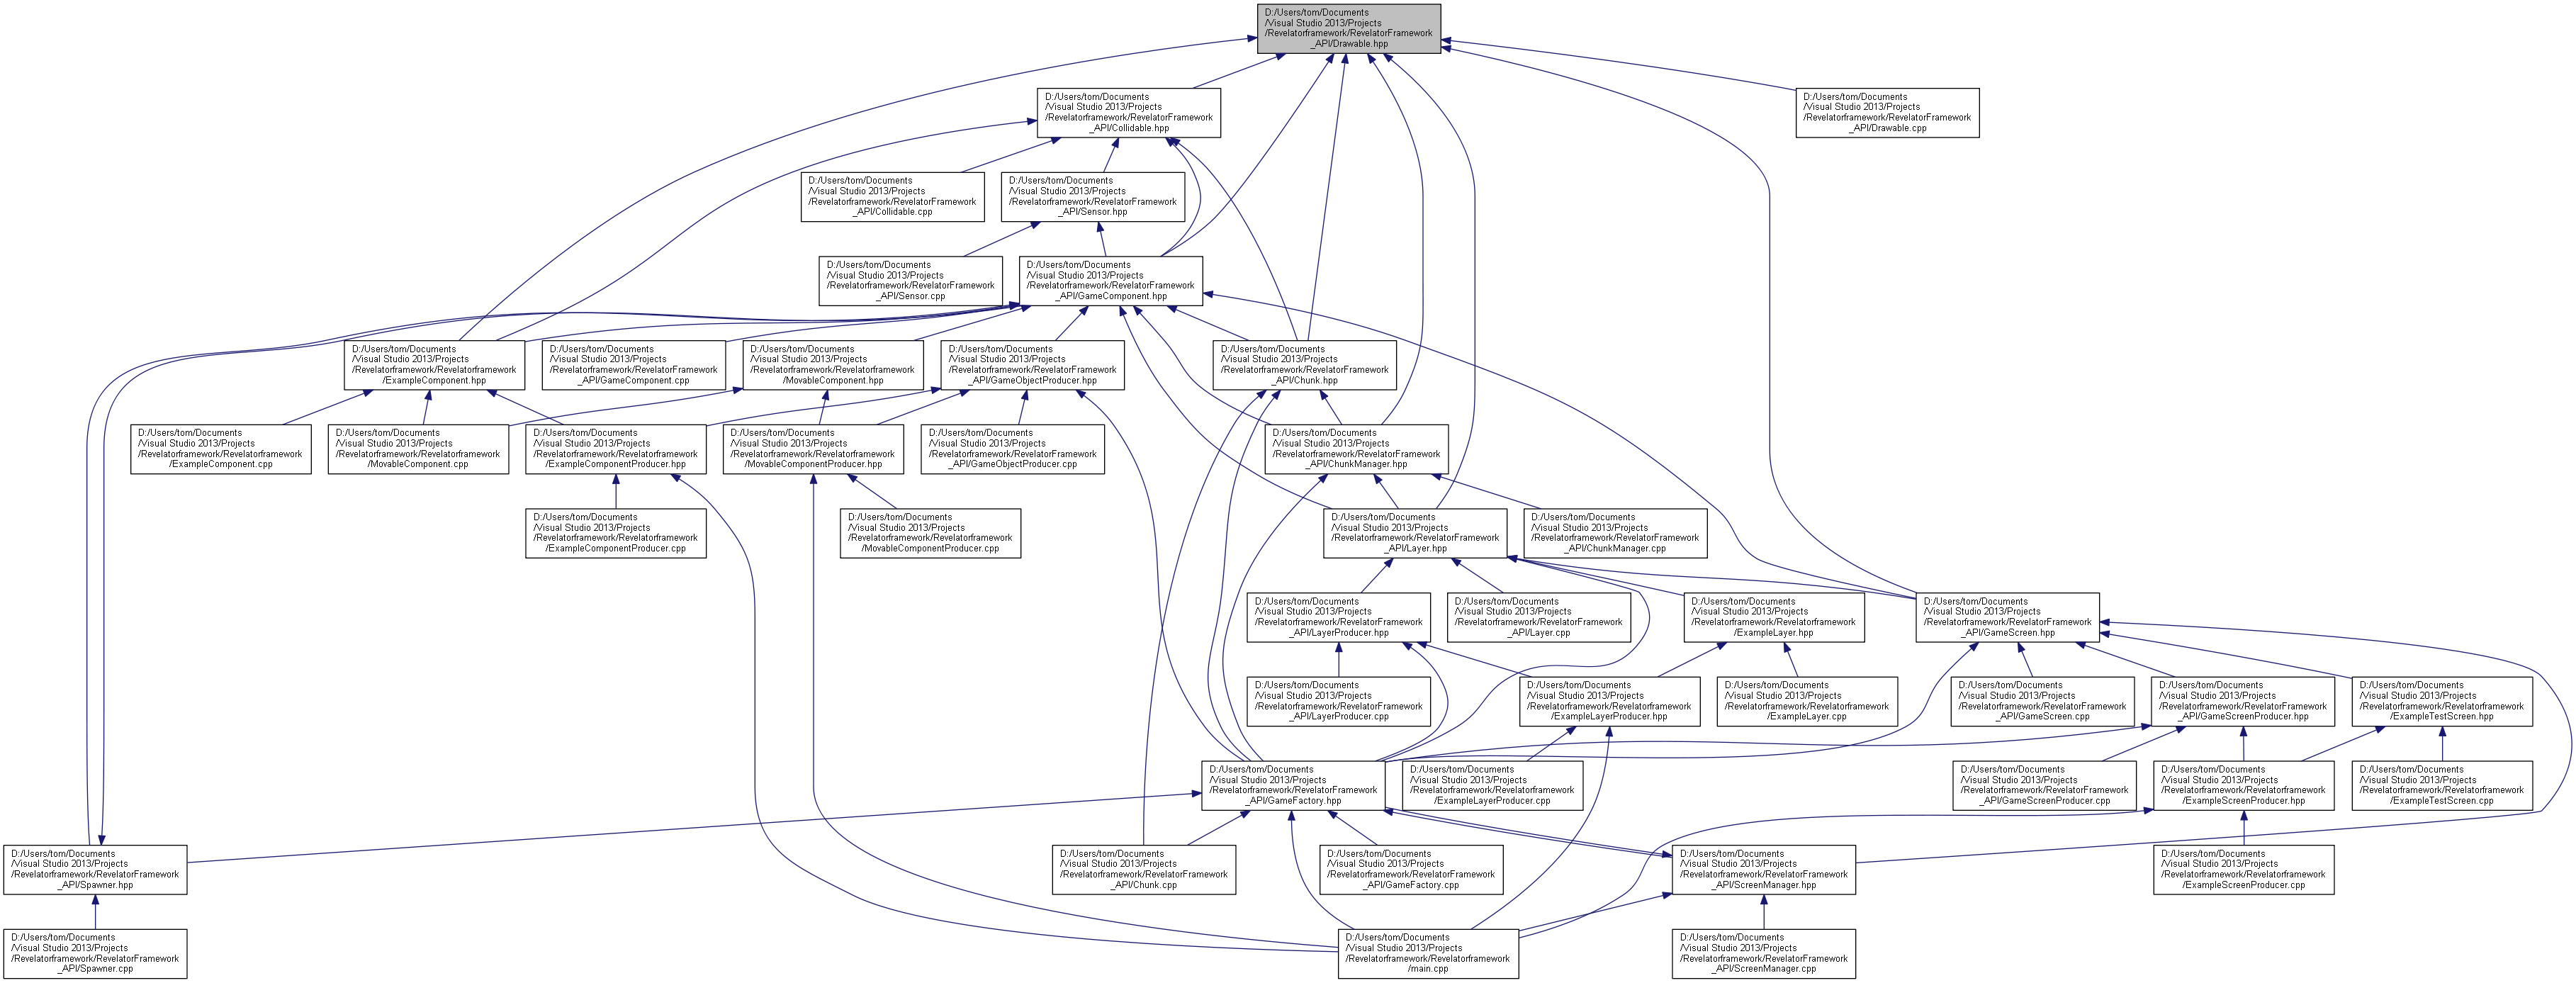 D:/Users/tom/Documents
/Visual Studio 2013/Projects
/Revelatorframework/RevelatorFramework
_API/Drawable.hpp
D:/Users/tom/Documents
/Visual Studio 2013/Projects
/Revelatorframework/RevelatorFramework
_API/Collidable.hpp
D:/Users/tom/Documents
/Visual Studio 2013/Projects
/Revelatorframework/RevelatorFramework
_API/Drawable.cpp
D:/Users/tom/Documents
/Visual Studio 2013/Projects
/Revelatorframework/RevelatorFramework
_API/Collidable.cpp
D:/Users/tom/Documents
/Visual Studio 2013/Projects
/Revelatorframework/RevelatorFramework
_API/Sensor.hpp
D:/Users/tom/Documents
/Visual Studio 2013/Projects
/Revelatorframework/RevelatorFramework
_API/Sensor.cpp
D:/Users/tom/Documents
/Visual Studio 2013/Projects
/Revelatorframework/RevelatorFramework
_API/GameComponent.hpp
D:/Users/tom/Documents
/Visual Studio 2013/Projects
/Revelatorframework/Revelatorframework
/ExampleComponent.hpp
D:/Users/tom/Documents
/Visual Studio 2013/Projects
/Revelatorframework/RevelatorFramework
_API/GameComponent.cpp
D:/Users/tom/Documents
/Visual Studio 2013/Projects
/Revelatorframework/Revelatorframework
/MovableComponent.hpp
D:/Users/tom/Documents
/Visual Studio 2013/Projects
/Revelatorframework/RevelatorFramework
_API/GameObjectProducer.hpp
D:/Users/tom/Documents
/Visual Studio 2013/Projects
/Revelatorframework/RevelatorFramework
_API/Chunk.hpp
D:/Users/tom/Documents
/Visual Studio 2013/Projects
/Revelatorframework/Revelatorframework
/ExampleComponent.cpp
D:/Users/tom/Documents
/Visual Studio 2013/Projects
/Revelatorframework/Revelatorframework
/MovableComponent.cpp
D:/Users/tom/Documents
/Visual Studio 2013/Projects
/Revelatorframework/Revelatorframework
/ExampleComponentProducer.hpp
D:/Users/tom/Documents
/Visual Studio 2013/Projects
/Revelatorframework/Revelatorframework
/MovableComponentProducer.hpp
D:/Users/tom/Documents
/Visual Studio 2013/Projects
/Revelatorframework/RevelatorFramework
_API/GameObjectProducer.cpp
D:/Users/tom/Documents
/Visual Studio 2013/Projects
/Revelatorframework/RevelatorFramework
_API/ChunkManager.hpp
D:/Users/tom/Documents
/Visual Studio 2013/Projects
/Revelatorframework/Revelatorframework
/ExampleComponentProducer.cpp
D:/Users/tom/Documents
/Visual Studio 2013/Projects
/Revelatorframework/Revelatorframework
/MovableComponentProducer.cpp
D:/Users/tom/Documents
/Visual Studio 2013/Projects
/Revelatorframework/RevelatorFramework
_API/Layer.hpp
D:/Users/tom/Documents
/Visual Studio 2013/Projects
/Revelatorframework/RevelatorFramework
_API/ChunkManager.cpp
D:/Users/tom/Documents
/Visual Studio 2013/Projects
/Revelatorframework/RevelatorFramework
_API/LayerProducer.hpp
D:/Users/tom/Documents
/Visual Studio 2013/Projects
/Revelatorframework/RevelatorFramework
_API/Layer.cpp
D:/Users/tom/Documents
/Visual Studio 2013/Projects
/Revelatorframework/Revelatorframework
/ExampleLayer.hpp
D:/Users/tom/Documents
/Visual Studio 2013/Projects
/Revelatorframework/RevelatorFramework
_API/GameScreen.hpp
D:/Users/tom/Documents
/Visual Studio 2013/Projects
/Revelatorframework/RevelatorFramework
_API/LayerProducer.cpp
D:/Users/tom/Documents
/Visual Studio 2013/Projects
/Revelatorframework/Revelatorframework
/ExampleLayerProducer.hpp
D:/Users/tom/Documents
/Visual Studio 2013/Projects
/Revelatorframework/Revelatorframework
/ExampleLayer.cpp
D:/Users/tom/Documents
/Visual Studio 2013/Projects
/Revelatorframework/RevelatorFramework
_API/GameScreen.cpp
D:/Users/tom/Documents
/Visual Studio 2013/Projects
/Revelatorframework/RevelatorFramework
_API/GameScreenProducer.hpp
D:/Users/tom/Documents
/Visual Studio 2013/Projects
/Revelatorframework/Revelatorframework
/ExampleTestScreen.hpp
D:/Users/tom/Documents
/Visual Studio 2013/Projects
/Revelatorframework/RevelatorFramework
_API/GameFactory.hpp
D:/Users/tom/Documents
/Visual Studio 2013/Projects
/Revelatorframework/Revelatorframework
/ExampleLayerProducer.cpp
D:/Users/tom/Documents
/Visual Studio 2013/Projects
/Revelatorframework/RevelatorFramework
_API/GameScreenProducer.cpp
D:/Users/tom/Documents
/Visual Studio 2013/Projects
/Revelatorframework/Revelatorframework
/ExampleScreenProducer.hpp
D:/Users/tom/Documents
/Visual Studio 2013/Projects
/Revelatorframework/Revelatorframework
/ExampleTestScreen.cpp
D:/Users/tom/Documents
/Visual Studio 2013/Projects
/Revelatorframework/RevelatorFramework
_API/Spawner.hpp
D:/Users/tom/Documents
/Visual Studio 2013/Projects
/Revelatorframework/RevelatorFramework
_API/Chunk.cpp
D:/Users/tom/Documents
/Visual Studio 2013/Projects
/Revelatorframework/RevelatorFramework
_API/GameFactory.cpp
D:/Users/tom/Documents
/Visual Studio 2013/Projects
/Revelatorframework/RevelatorFramework
_API/ScreenManager.hpp
D:/Users/tom/Documents
/Visual Studio 2013/Projects
/Revelatorframework/Revelatorframework
/ExampleScreenProducer.cpp
D:/Users/tom/Documents
/Visual Studio 2013/Projects
/Revelatorframework/RevelatorFramework
_API/Spawner.cpp
D:/Users/tom/Documents
/Visual Studio 2013/Projects
/Revelatorframework/Revelatorframework
/main.cpp
D:/Users/tom/Documents
/Visual Studio 2013/Projects
/Revelatorframework/RevelatorFramework
_API/ScreenManager.cpp